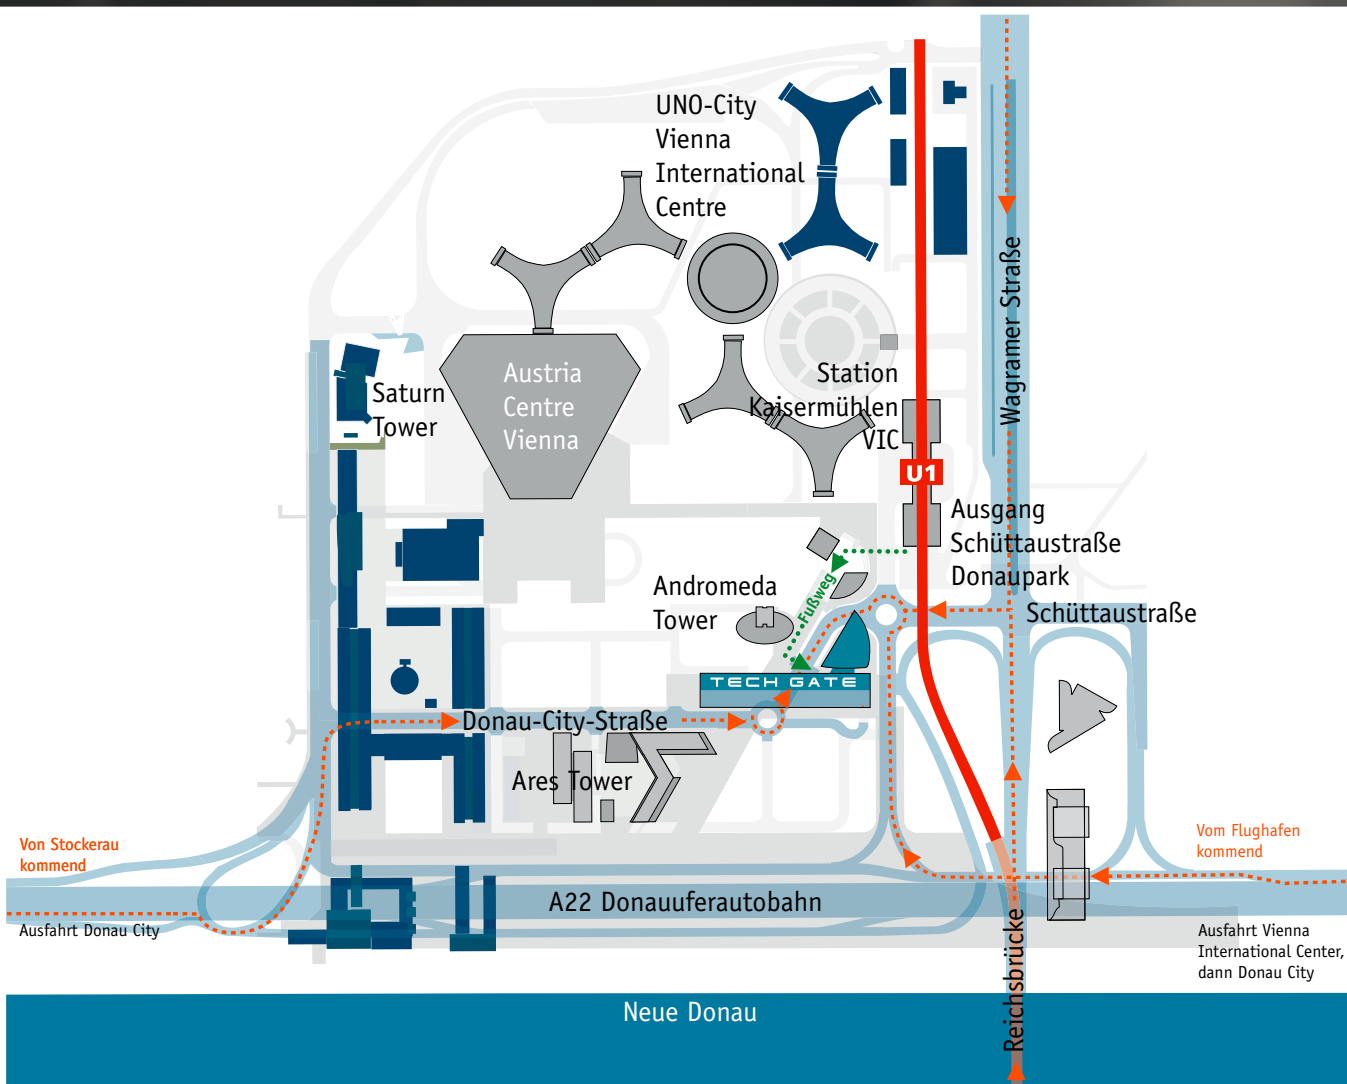 UNO-City
Vienna
International
Centre
Wagramer Straße
Saturn
Tower
Austria
Centre
Vienna
Station
Kaisermühlen
VIC
U1
Ausgang
Schüttaustraße
Donaupark
Andromeda
Tower
Fußweg
Schüttaustraße
TECH GATE
Donau-City-Straße
Ares Tower
Von Stockerau
kommend
Vom Flughafen
kommend
A22 Donauuferautobahn
Ausfahrt Donau City
Ausfahrt Vienna
International Center,
dann Donau City
Reichsbrücke
Neue Donau